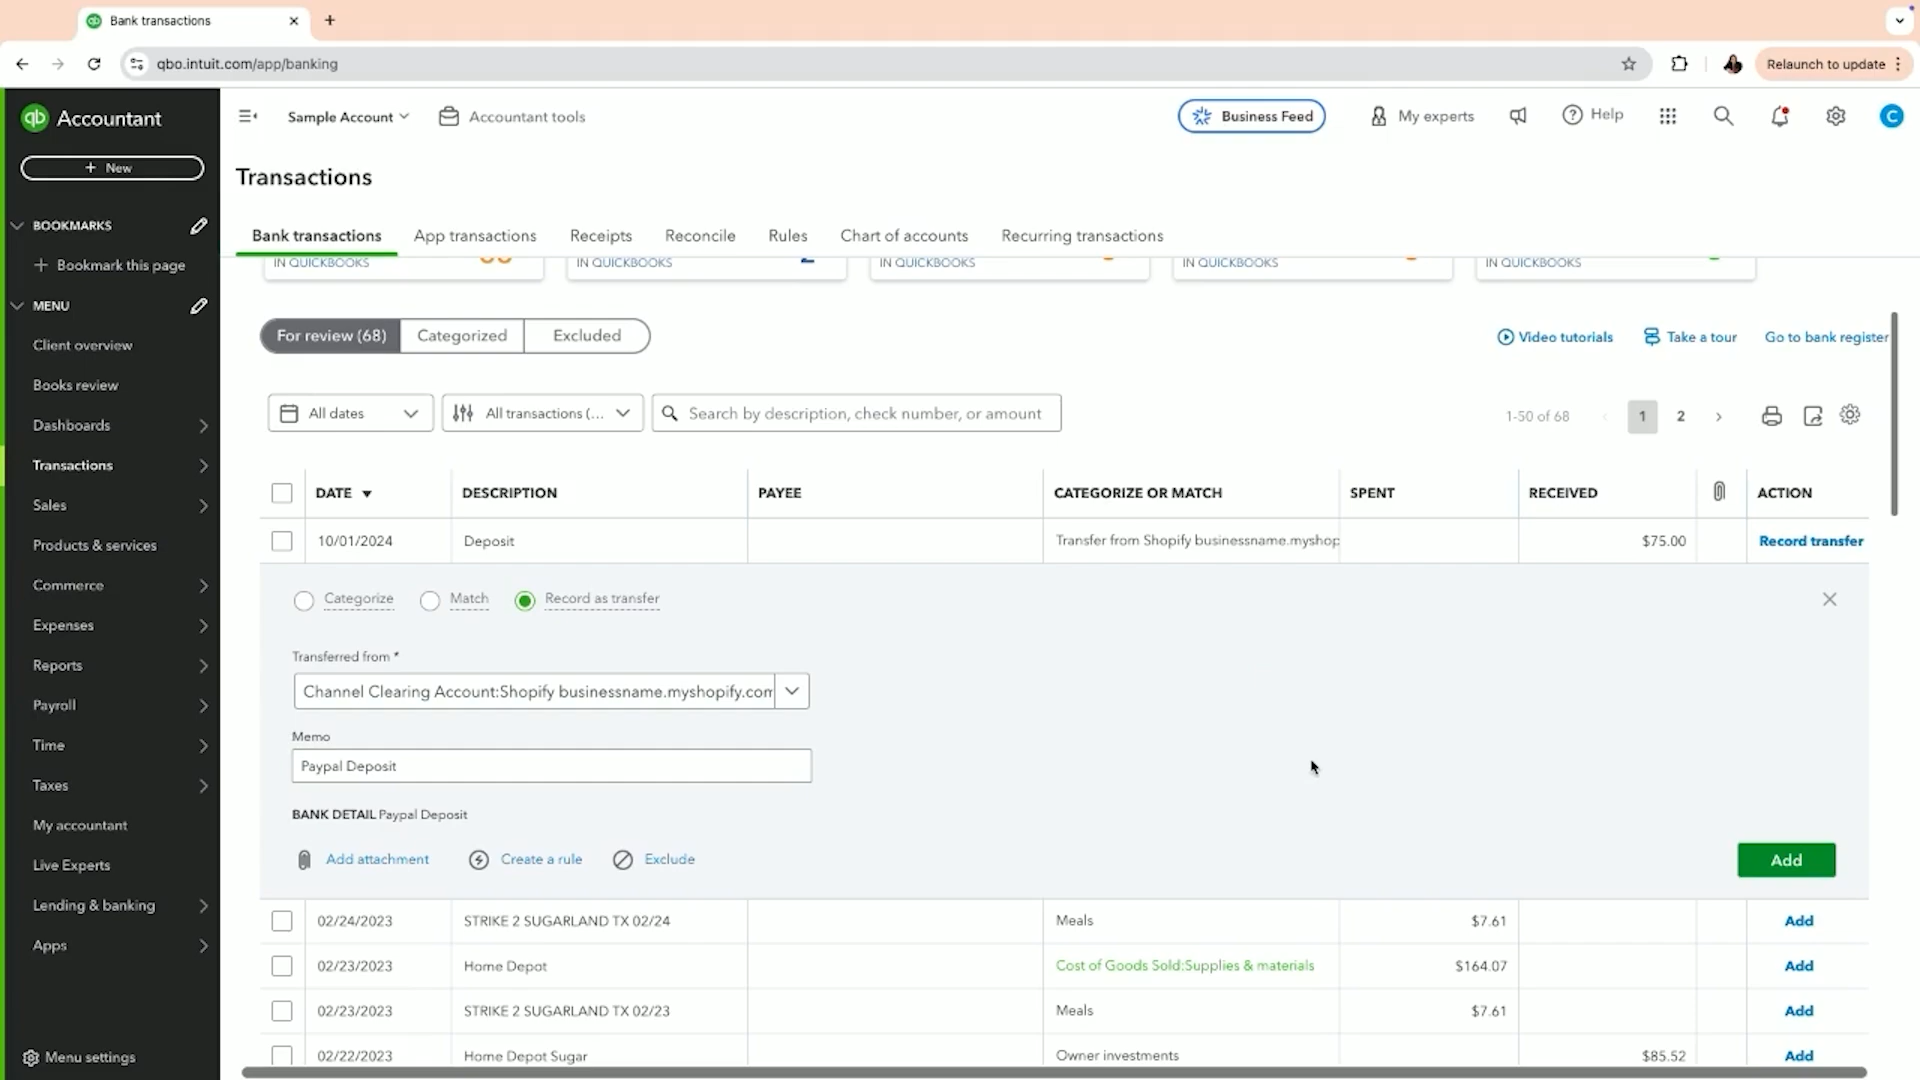 Bank transactions
qbo.intuit.com/app/banking
Relaunch to update
qb Accountant
Sample Account
Accountant tools
Business Feed
My experts
Help
C
+ New
Transactions
BOOKMARKS
Bookmark this page
MENU
Client overview
Books review
Dashboards
Transactions
Sales
Products & services
Commerce
Expenses
Reports
Payroll
Time
Taxes
My accountant
Live Experts
Lending & banking
Apps
Menu settings
Bank transactions
App transactions
Receipts
Reconcile
Rules
Chart of accounts
Recurring transactions
IN QUICKBOOKS
IN QUICKBOOKS
IN QUICKBOOKS
IN QUICKBOOKS
IN QUICKBOOKS
For review (68)
Categorized
Excluded
Video tutorials
Take a tour
Go to bank register
All dates
All transactions (...
Search by description, check number, or amount
1-50 of 68
1
2
DATE DESCRIPTION PAYEE CATEGORIZE OR MATCH SPENT RECEIVED ACTION
10/01/2024 Deposit Transfer from Shopify businessname.myshop $75.00 Record transfer
Categorize
Match
Record as transfer
Transferred from *
Channel Clearing Account:Shopify businessname.myshopify.com
Memo
Paypal Deposit
BANK DETAIL Paypal Deposit
Add attachment
Create a rule
Exclude
Add
02/24/2023 STRIKE 2 SUGARLAND TX 02/24 Meals $7.61 Add
02/23/2023 Home Depot Cost of Goods Sold:Supplies & materials $164.07 Add
02/23/2023 STRIKE 2 SUGARLAND TX 02/23 Meals $7.61 Add
02/22/2023 Home Depot Sugar Owner investments $85.52 Add